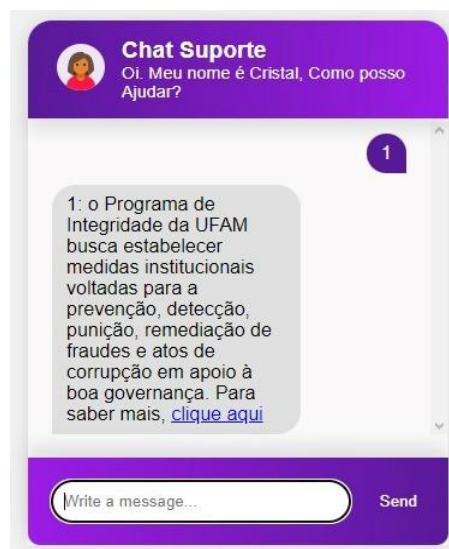 Chat Suporte
Oi. Meu nome é Cristal, Como posso
Ajudar?
1
1: o Programa de
Integridade da UFAM
busca estabelecer
medidas institucionais
voltadas para a
prevenção, detecção,
punição, remediação de
fraudes e atos de
corrupção em apoio à
boa governança. Para
saber mais, clique aqui
Write a message...
Send